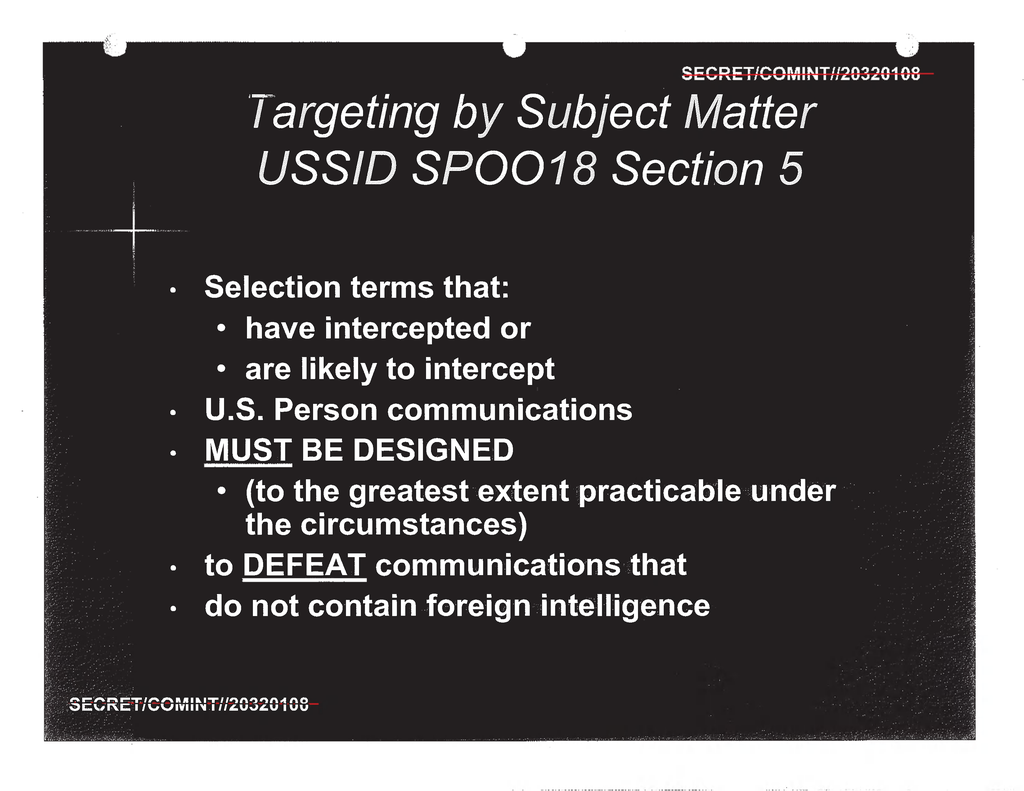 SECRET/COMINT//20320108
Targeting by Subject Matter
USSID SPOO18 Section 5
• Selection terms that:
• have intercepted or
• are likely to intercept
• U.S. Person communications
• MUST BE DESIGNED
• (to the greatest extent practicable under
the circumstances)
• to DEFEAT communications that
• do not contain foreign intelligence
SECRET/COMINT//20320108